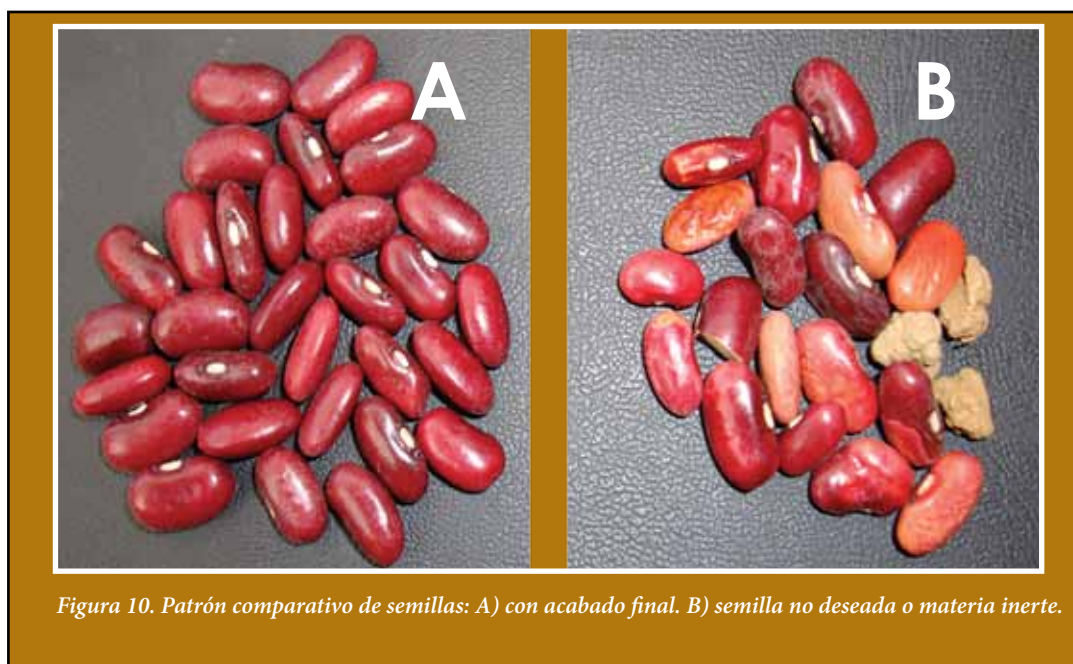 A
B
Figura 10. Patrón comparativo de semillas: A) con acabado final. B) semilla no deseada o materia inerte.